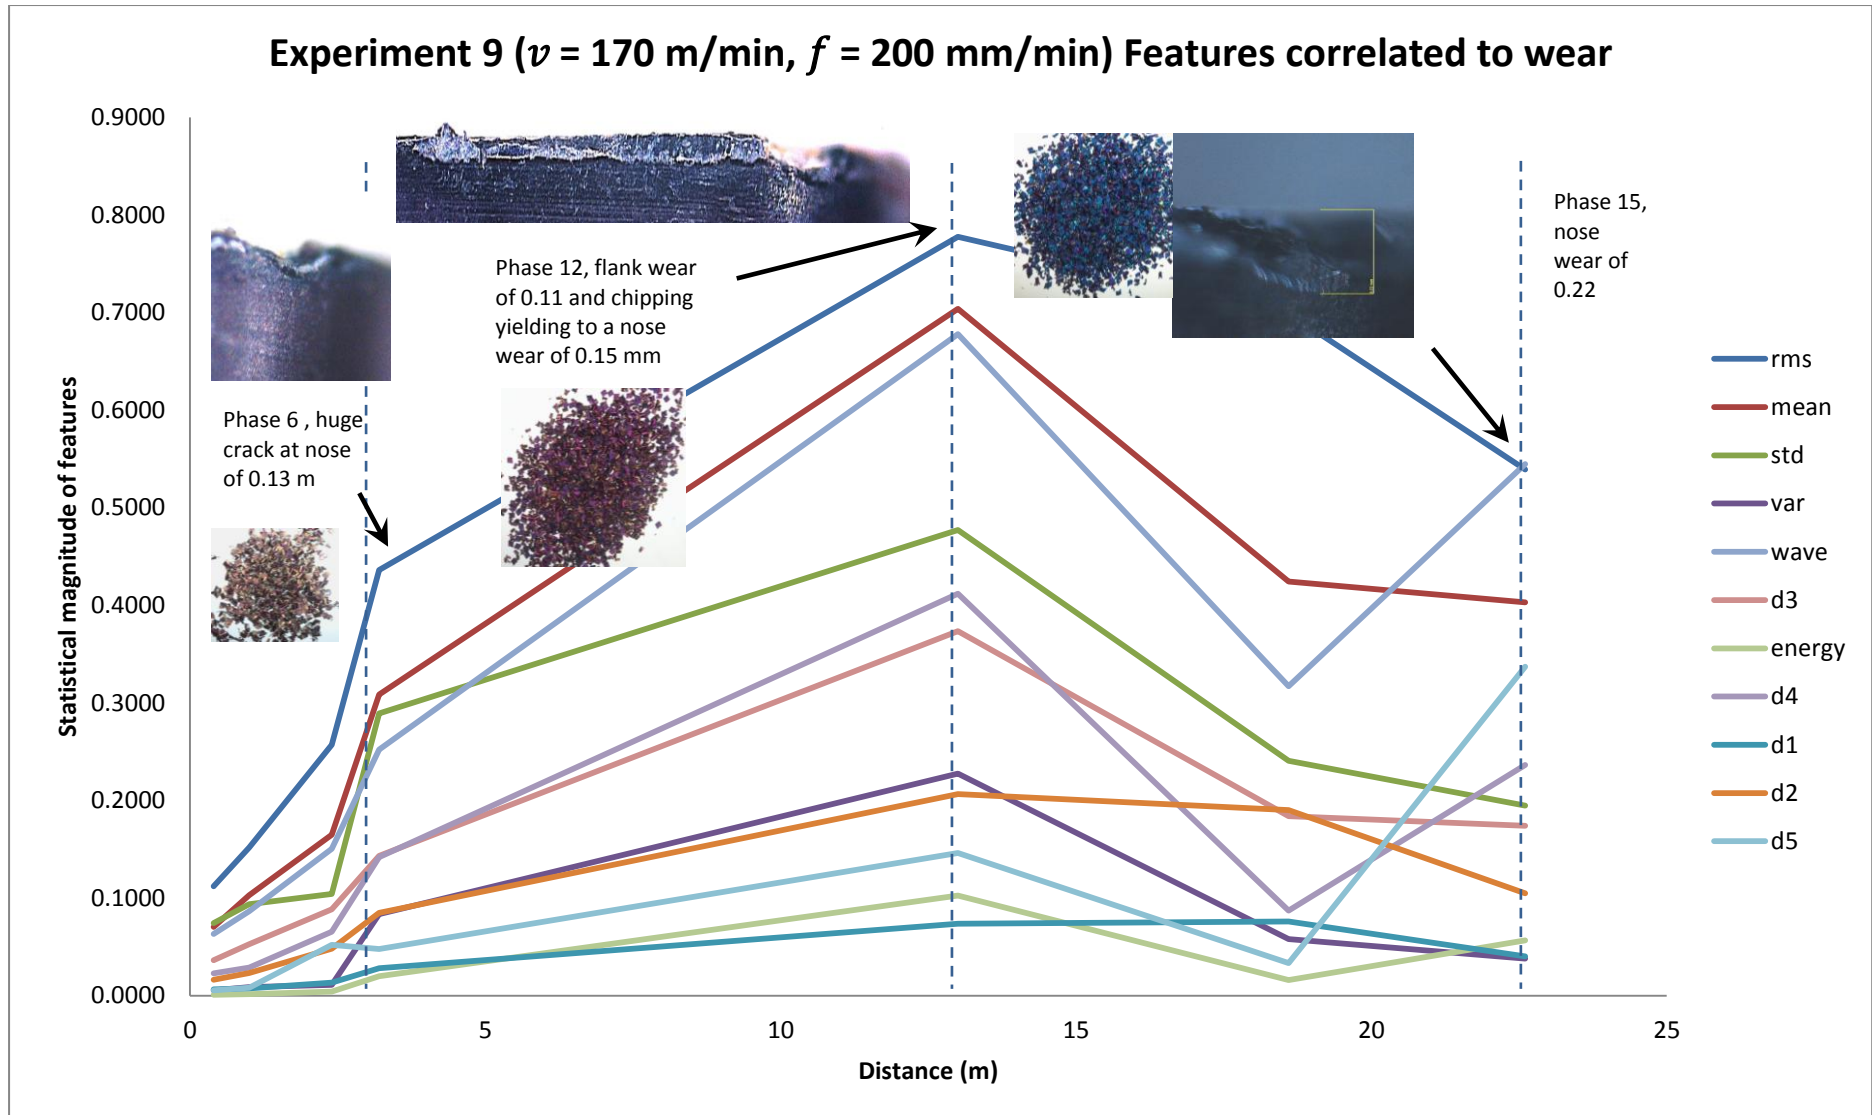 Experiment 9 (𝑣 = 170 m/min, 𝑓 = 200 mm/min) Features correlated to wear
Statistical magnitude of features
0.9000
0.8000
0.7000
0.6000
0.5000
0.4000
0.3000
0.2000
0.1000
0.0000
Phase 6 , huge
crack at nose
of 0.13 m
Phase 12, flank wear
of 0.11 and chipping
yielding to a nose
wear of 0.15 mm
Phase 15,
nose
wear of
0.22
rms
mean
std
var
wave
d3
energy
d4
d1
d2
d5
0
5
10
15
20
25
Distance (m)